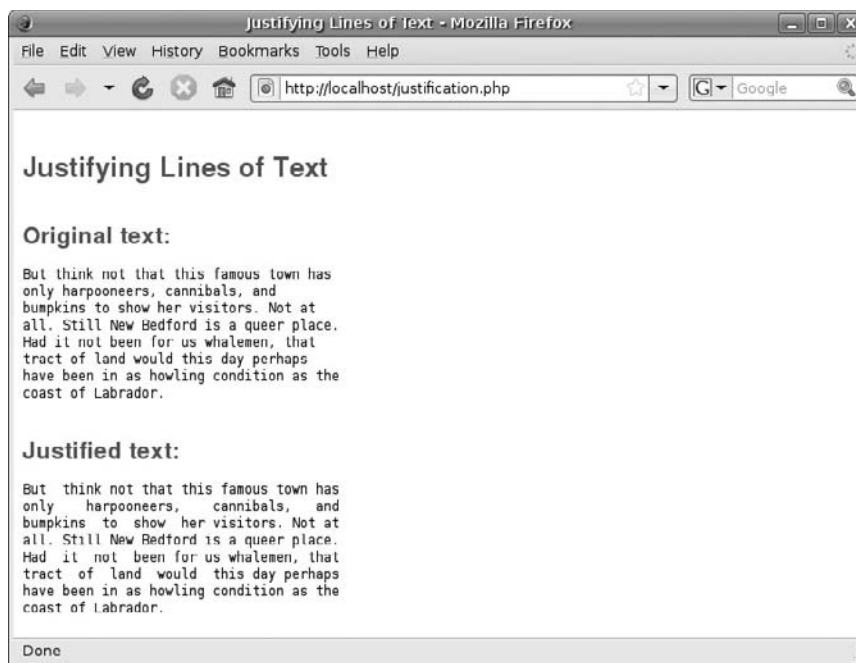 Justifying Lines of Text - Mozilla Firefox
File Edit View History Bookmarks Tools Help
http://localhost/justification.php G Google
Justifying Lines of Text
Original text:
But think not that this famous town has
only harpooneers, cannibals, and
bumpkins to show her visitors. Not at
all. Still New Bedford is a queer place.
Had it not been for us whalemen, that
tract of land would this day perhaps
have been in as howling condition as the
coast of Labrador.
Justified text:
But  think not that this famous town has
only    harpooneers,    cannibals,   and
bumpkins  to  show  her visitors. Not at
all. Still New Bedford is a queer place.
Had  it  not  been for us whalemen, that
tract  of  land  would  this day perhaps
have been in as howling condition as the
coast of Labrador.
Done